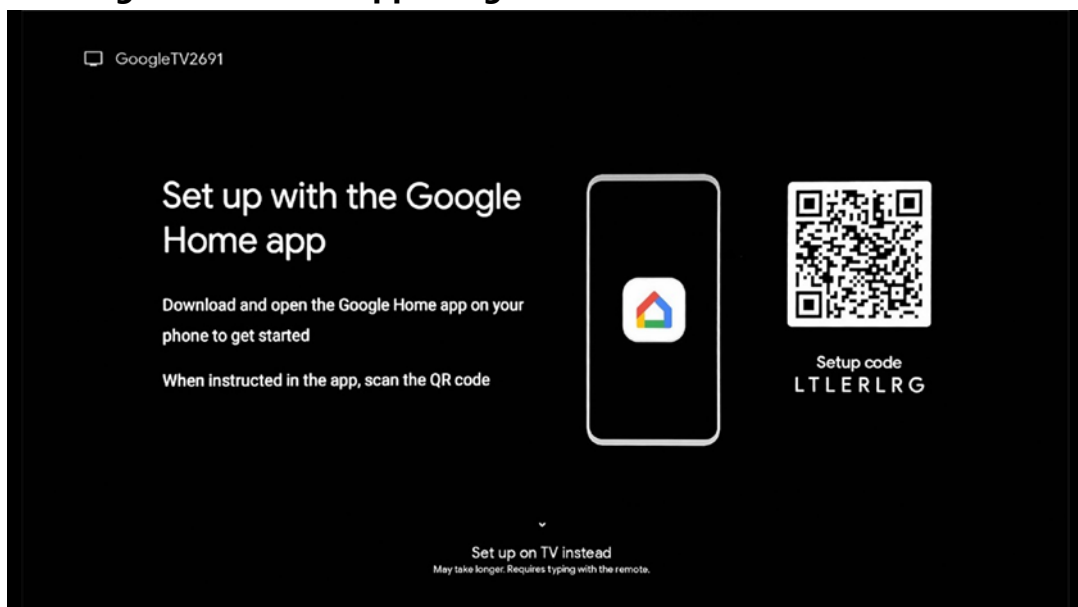 GoogleTV2691
Set up with the Google
Home app
Download and open the Google Home app on your
phone to get started
When instructed in the app, scan the QR code
Setup code
LTLERLRG
Set up on TV instead
May take longer. Requires typing with the remote.